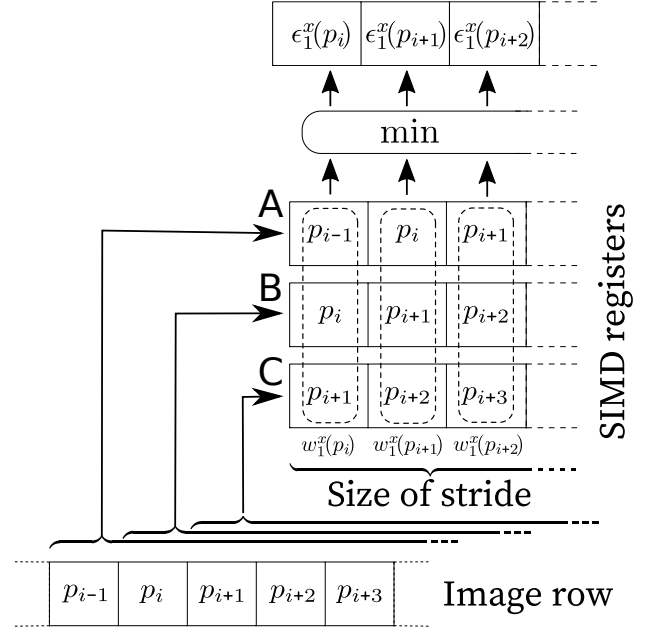 ϵ₁ˣ(pᵢ) ϵ₁ˣ(pᵢ₊₁) ϵ₁ˣ(pᵢ₊₂)
min
A pᵢ₋₁ pᵢ pᵢ₊₁
B pᵢ pᵢ₊₁ pᵢ₊₂
C pᵢ₊₁ pᵢ₊₂ pᵢ₊₃
w₁ˣ(pᵢ) w₁ˣ(pᵢ₊₁) w₁ˣ(pᵢ₊₂)
SIMD registers
Size of stride
pᵢ₋₁ pᵢ pᵢ₊₁ pᵢ₊₂ pᵢ₊₃ Image row